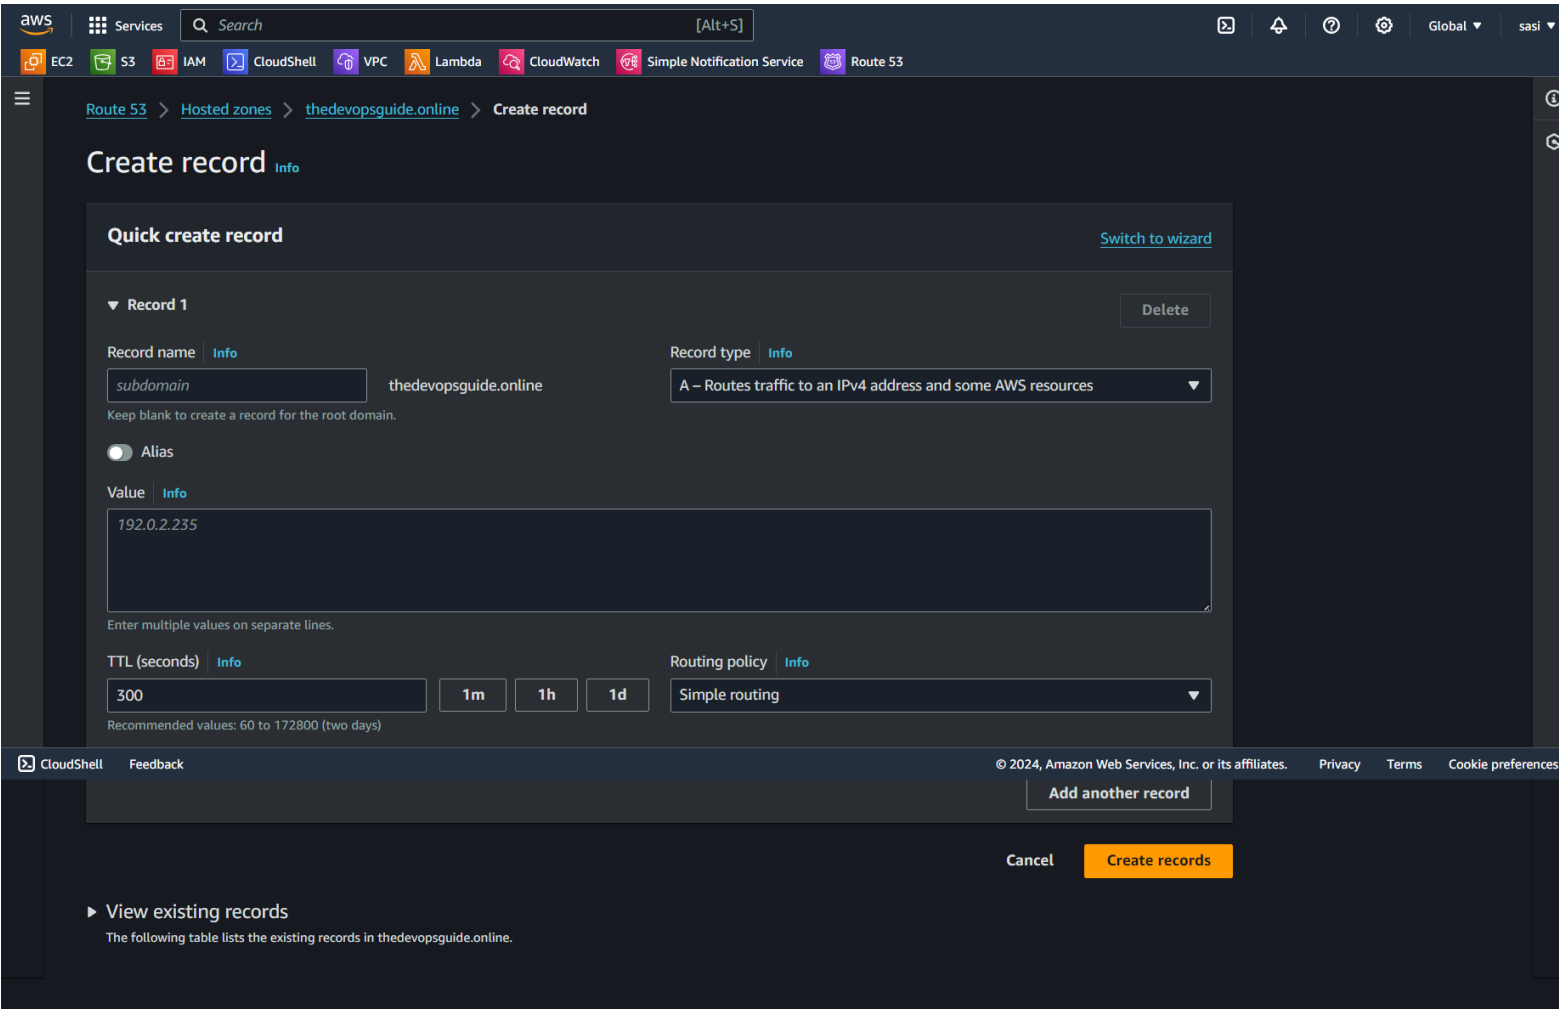 aws Services Search [Alt+S] Global sasi
EC2 S3 IAM CloudShell VPC Lambda CloudWatch Simple Notification Service Route 53
Route 53 > Hosted zones > thedevopsguide.online > Create record
Create record Info
Quick create record Switch to wizard
Record 1 Delete
Record name Info Record type Info
subdomain thedevopsguide.online A – Routes traffic to an IPv4 address and some AWS resources
Keep blank to create a record for the root domain.
Alias
Value Info
192.0.2.235
Enter multiple values on separate lines.
TTL (seconds) Info Routing policy Info
300 1m 1h 1d Simple routing
Recommended values: 60 to 172800 (two days)
CloudShell Feedback © 2024, Amazon Web Services, Inc. or its affiliates. Privacy Terms Cookie preferences
Add another record
Cancel Create records
View existing records
The following table lists the existing records in thedevopsguide.online.